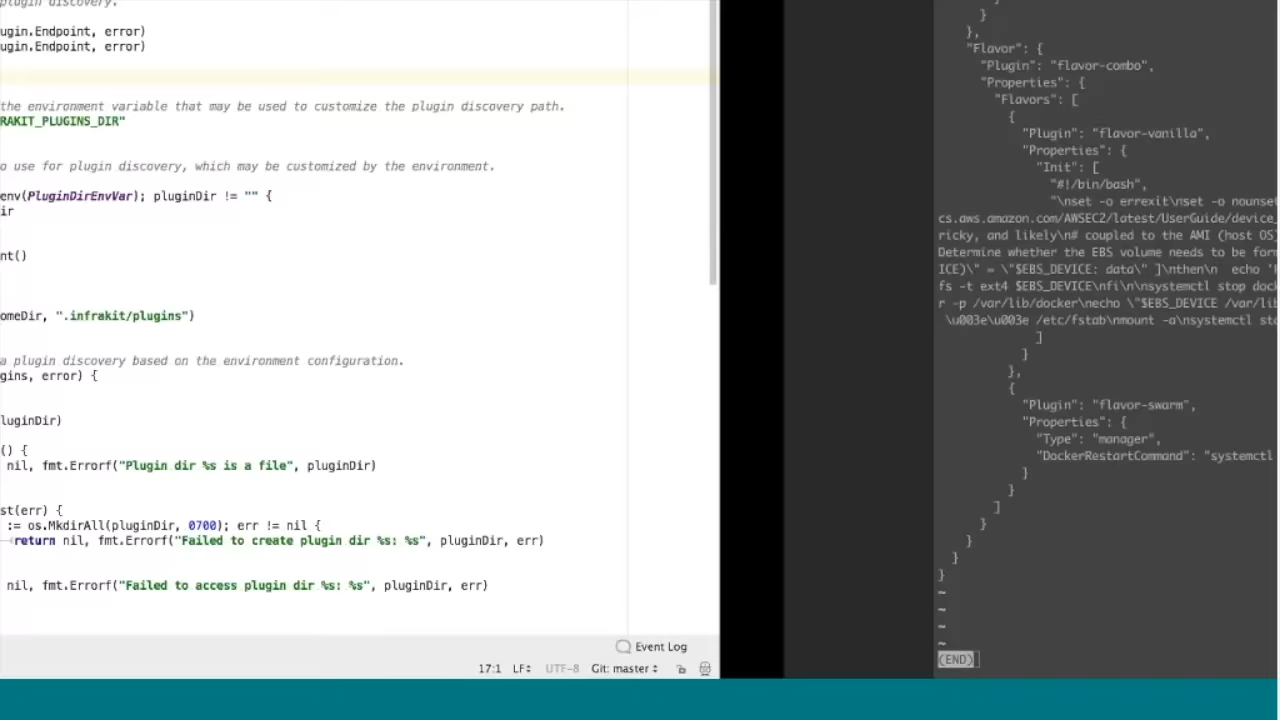 plugin discovery.
ugin.Endpoint, error)
ugin.Endpoint, error)
the environment variable that may be used to customize the plugin discovery path.
RAKIT_PLUGINS_DIR"
o use for plugin discovery, which may be customized by the environment.
env(PluginDirEnvVar); pluginDir != "" {
ir
nt()
omeDir, ".infrakit/plugins")
a plugin discovery based on the environment configuration.
gins, error) {
luginDir)
() {
nil, fmt.Errorf("Plugin dir %s is a file", pluginDir)
st(err) {
:= os.MkdirAll(pluginDir, 0700); err != nil {
return nil, fmt.Errorf("Failed to create plugin dir %s: %s", pluginDir, err)
nil, fmt.Errorf("Failed to access plugin dir %s: %s", pluginDir, err)
Event Log
17:1 LF÷ UTF-8 Git: master ÷
}
}
},
"Flavor": {
"Plugin": "flavor-combo",
"Properties": {
"Flavors": [
{
"Plugin": "flavor-vanilla",
"Properties": {
"Init": [
"#!/bin/bash",
"\nset -o errexit\nset -o nounset
cs.aws.amazon.com/AWSEC2/latest/UserGuide/device_
ricky, and likely\n# coupled to the AMI (host OS)
Determine whether the EBS volume needs to be for
ICE)\" = \"$EBS_DEVICE: data\" ]\nthen\n  echo '
fs -t ext4 $EBS_DEVICE\nfi\n\nsystemctl stop doc
r -p /var/lib/docker\necho \"$EBS_DEVICE /var/lib
\u003e\u003e /etc/fstab\nmount -a\nsystemctl sta
]
}
},
{
"Plugin": "flavor-swarm",
"Properties": {
"Type": "manager",
"DockerRestartCommand": "systemctl
}
}
]
}
}
}
}
~
~
~
~
(END)